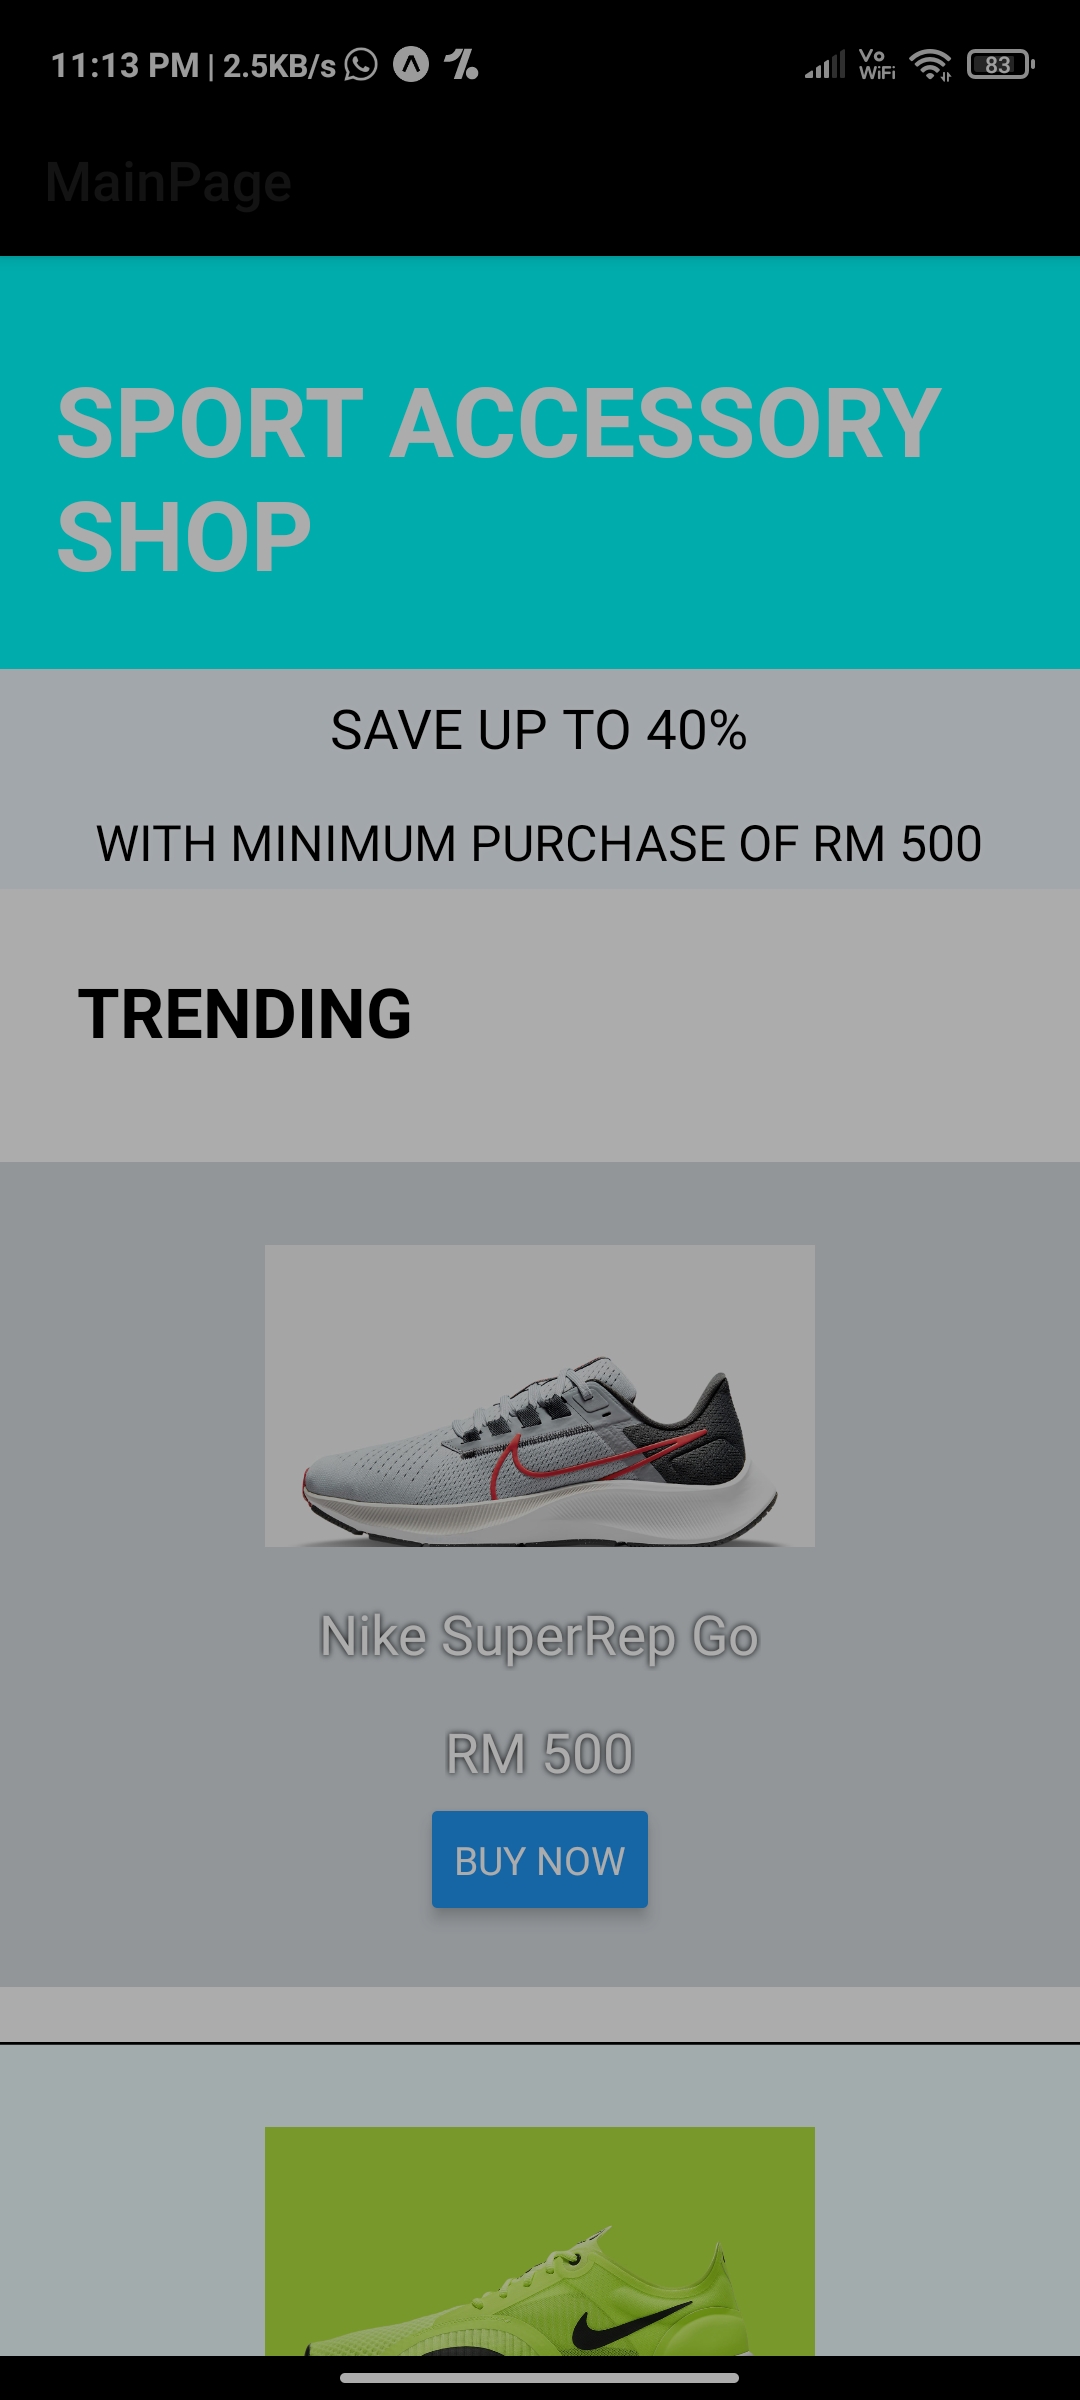 11:13 PM | 2.5KB/s
Vo
WiFi
83
MainPage
SPORT ACCESSORY
SHOP
SAVE UP TO 40%
WITH MINIMUM PURCHASE OF RM 500
TRENDING
Nike SuperRep Go
RM 500
BUY NOW